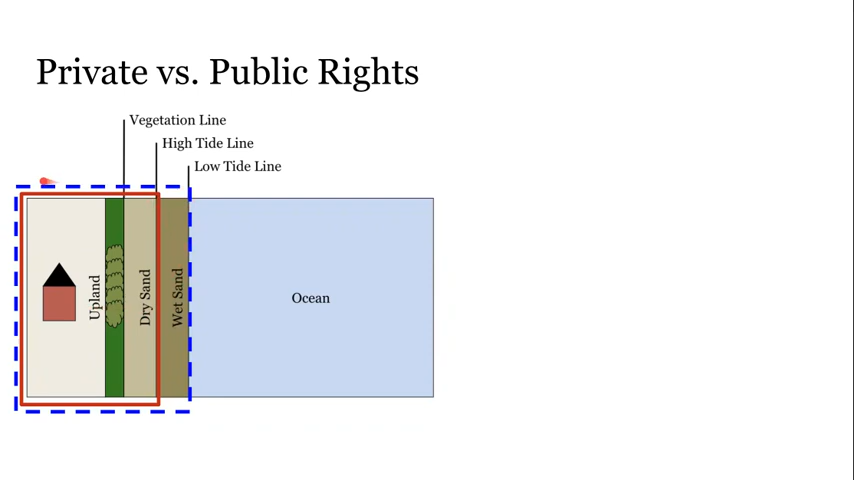 Private vs. Public Rights
Vegetation Line
High Tide Line
Low Tide Line
Upland
Dry Sand
Wet Sand
Ocean